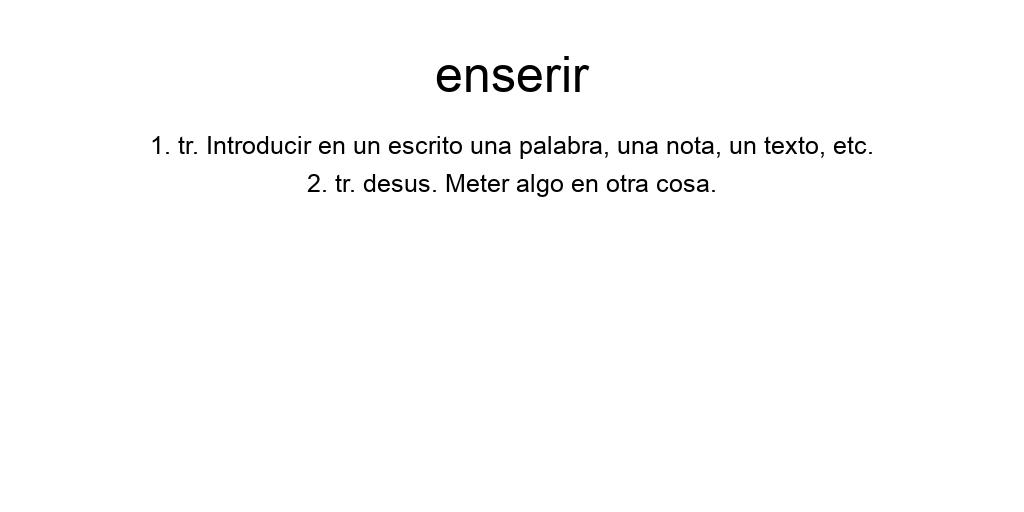 enserir
1. tr. Introducir en un escrito una palabra, una nota, un texto, etc.
2. tr. desus. Meter algo en otra cosa.